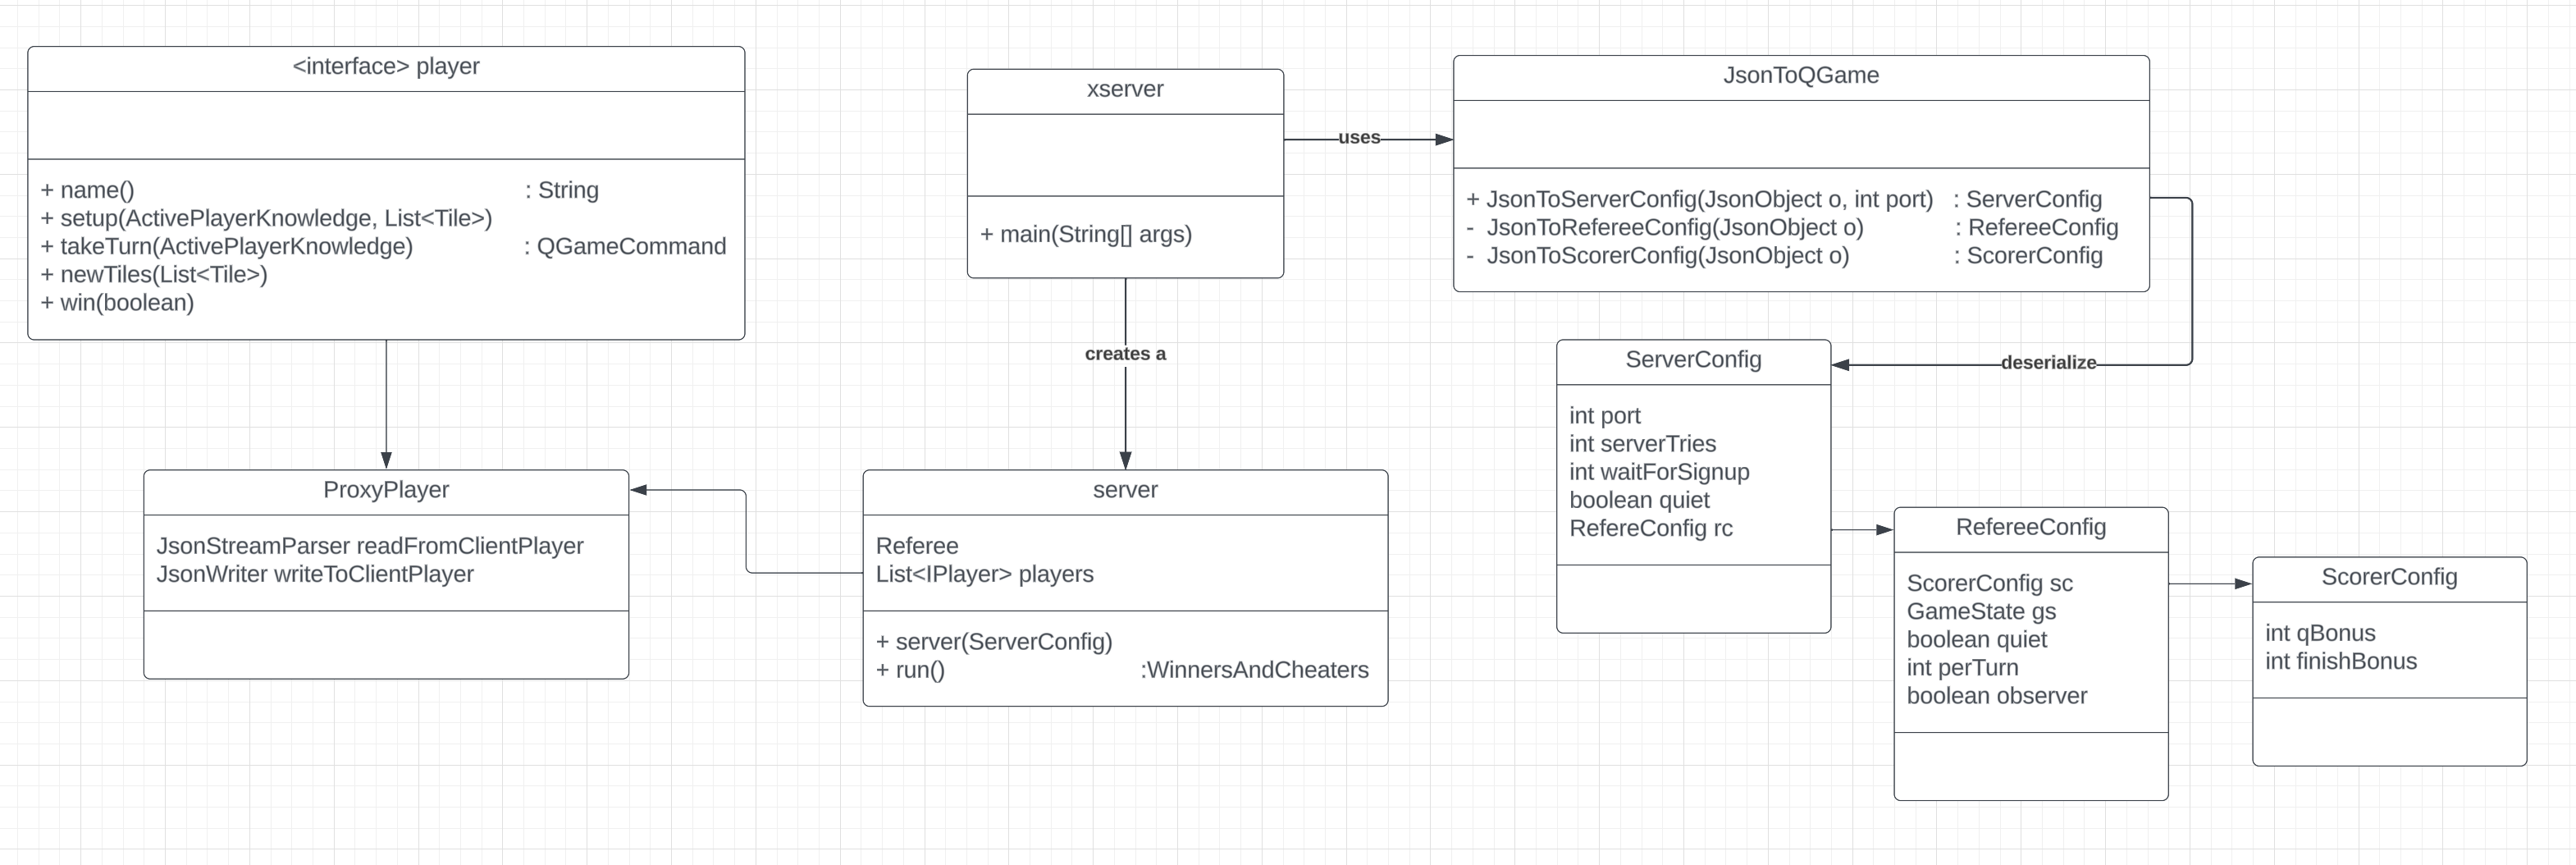 <interface> player
+ name() : String
+ setup(ActivePlayerKnowledge, List<Tile>)
+ takeTurn(ActivePlayerKnowledge) : QGameCommand
+ newTiles(List<Tile>)
+ win(boolean)
xserver
+ main(String[] args)
uses
JsonToQGame
+ JsonToServerConfig(JsonObject o, int port) : ServerConfig
- JsonToRefereeConfig(JsonObject o) : RefereeConfig
- JsonToScorerConfig(JsonObject o) : ScorerConfig
creates a
deserialize
ProxyPlayer
JsonStreamParser readFromClientPlayer
JsonWriter writeToClientPlayer
server
Referee
List<IPlayer> players
+ server(ServerConfig)
+ run() :WinnersAndCheaters
ServerConfig
int port
int serverTries
int waitForSignup
boolean quiet
RefereConfig rc
RefereeConfig
ScorerConfig sc
GameState gs
boolean quiet
int perTurn
boolean observer
ScorerConfig
int qBonus
int finishBonus